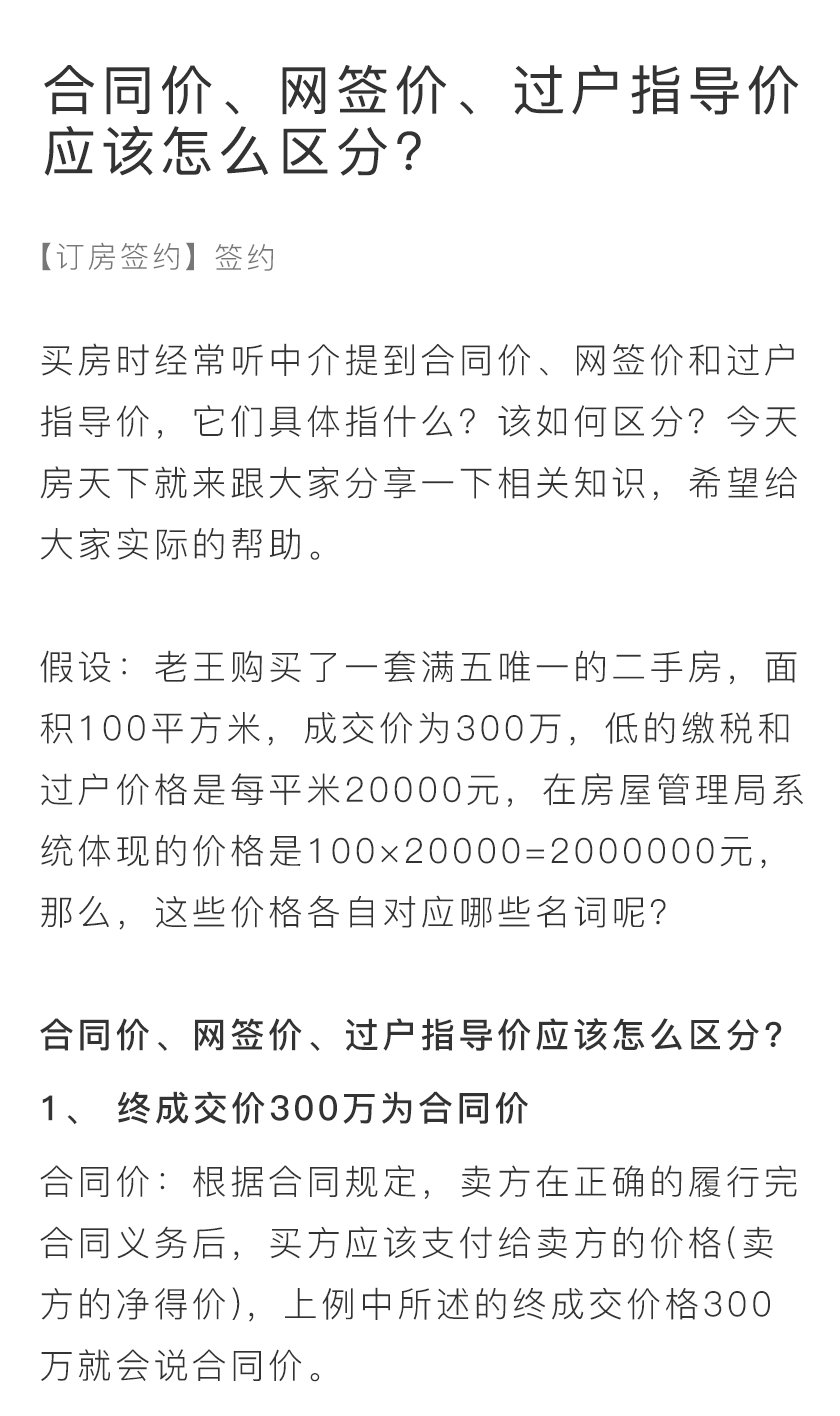 合同价、网签价、过户指导价
应该怎么区分？
【订房签约】签约
买房时经常听中介提到合同价、网签价和过户
指导价，它们具体指什么？该如何区分？今天
房天下就来跟大家分享一下相关知识，希望给
大家实际的帮助。
假设：老王购买了一套满五唯一的二手房，面
积100平方米，成交价为300万，低的缴税和
过户价格是每平米20000元，在房屋管理局系
统体现的价格是100×20000=2000000元，
那么，这些价格各自对应哪些名词呢？
合同价、网签价、过户指导价应该怎么区分？
1、 终成交价300万为合同价
合同价：根据合同规定，卖方在正确的履行完
合同义务后，买方应该支付给卖方的价格(卖
方的净得价)，上例中所述的终成交价格300
万就会说合同价。